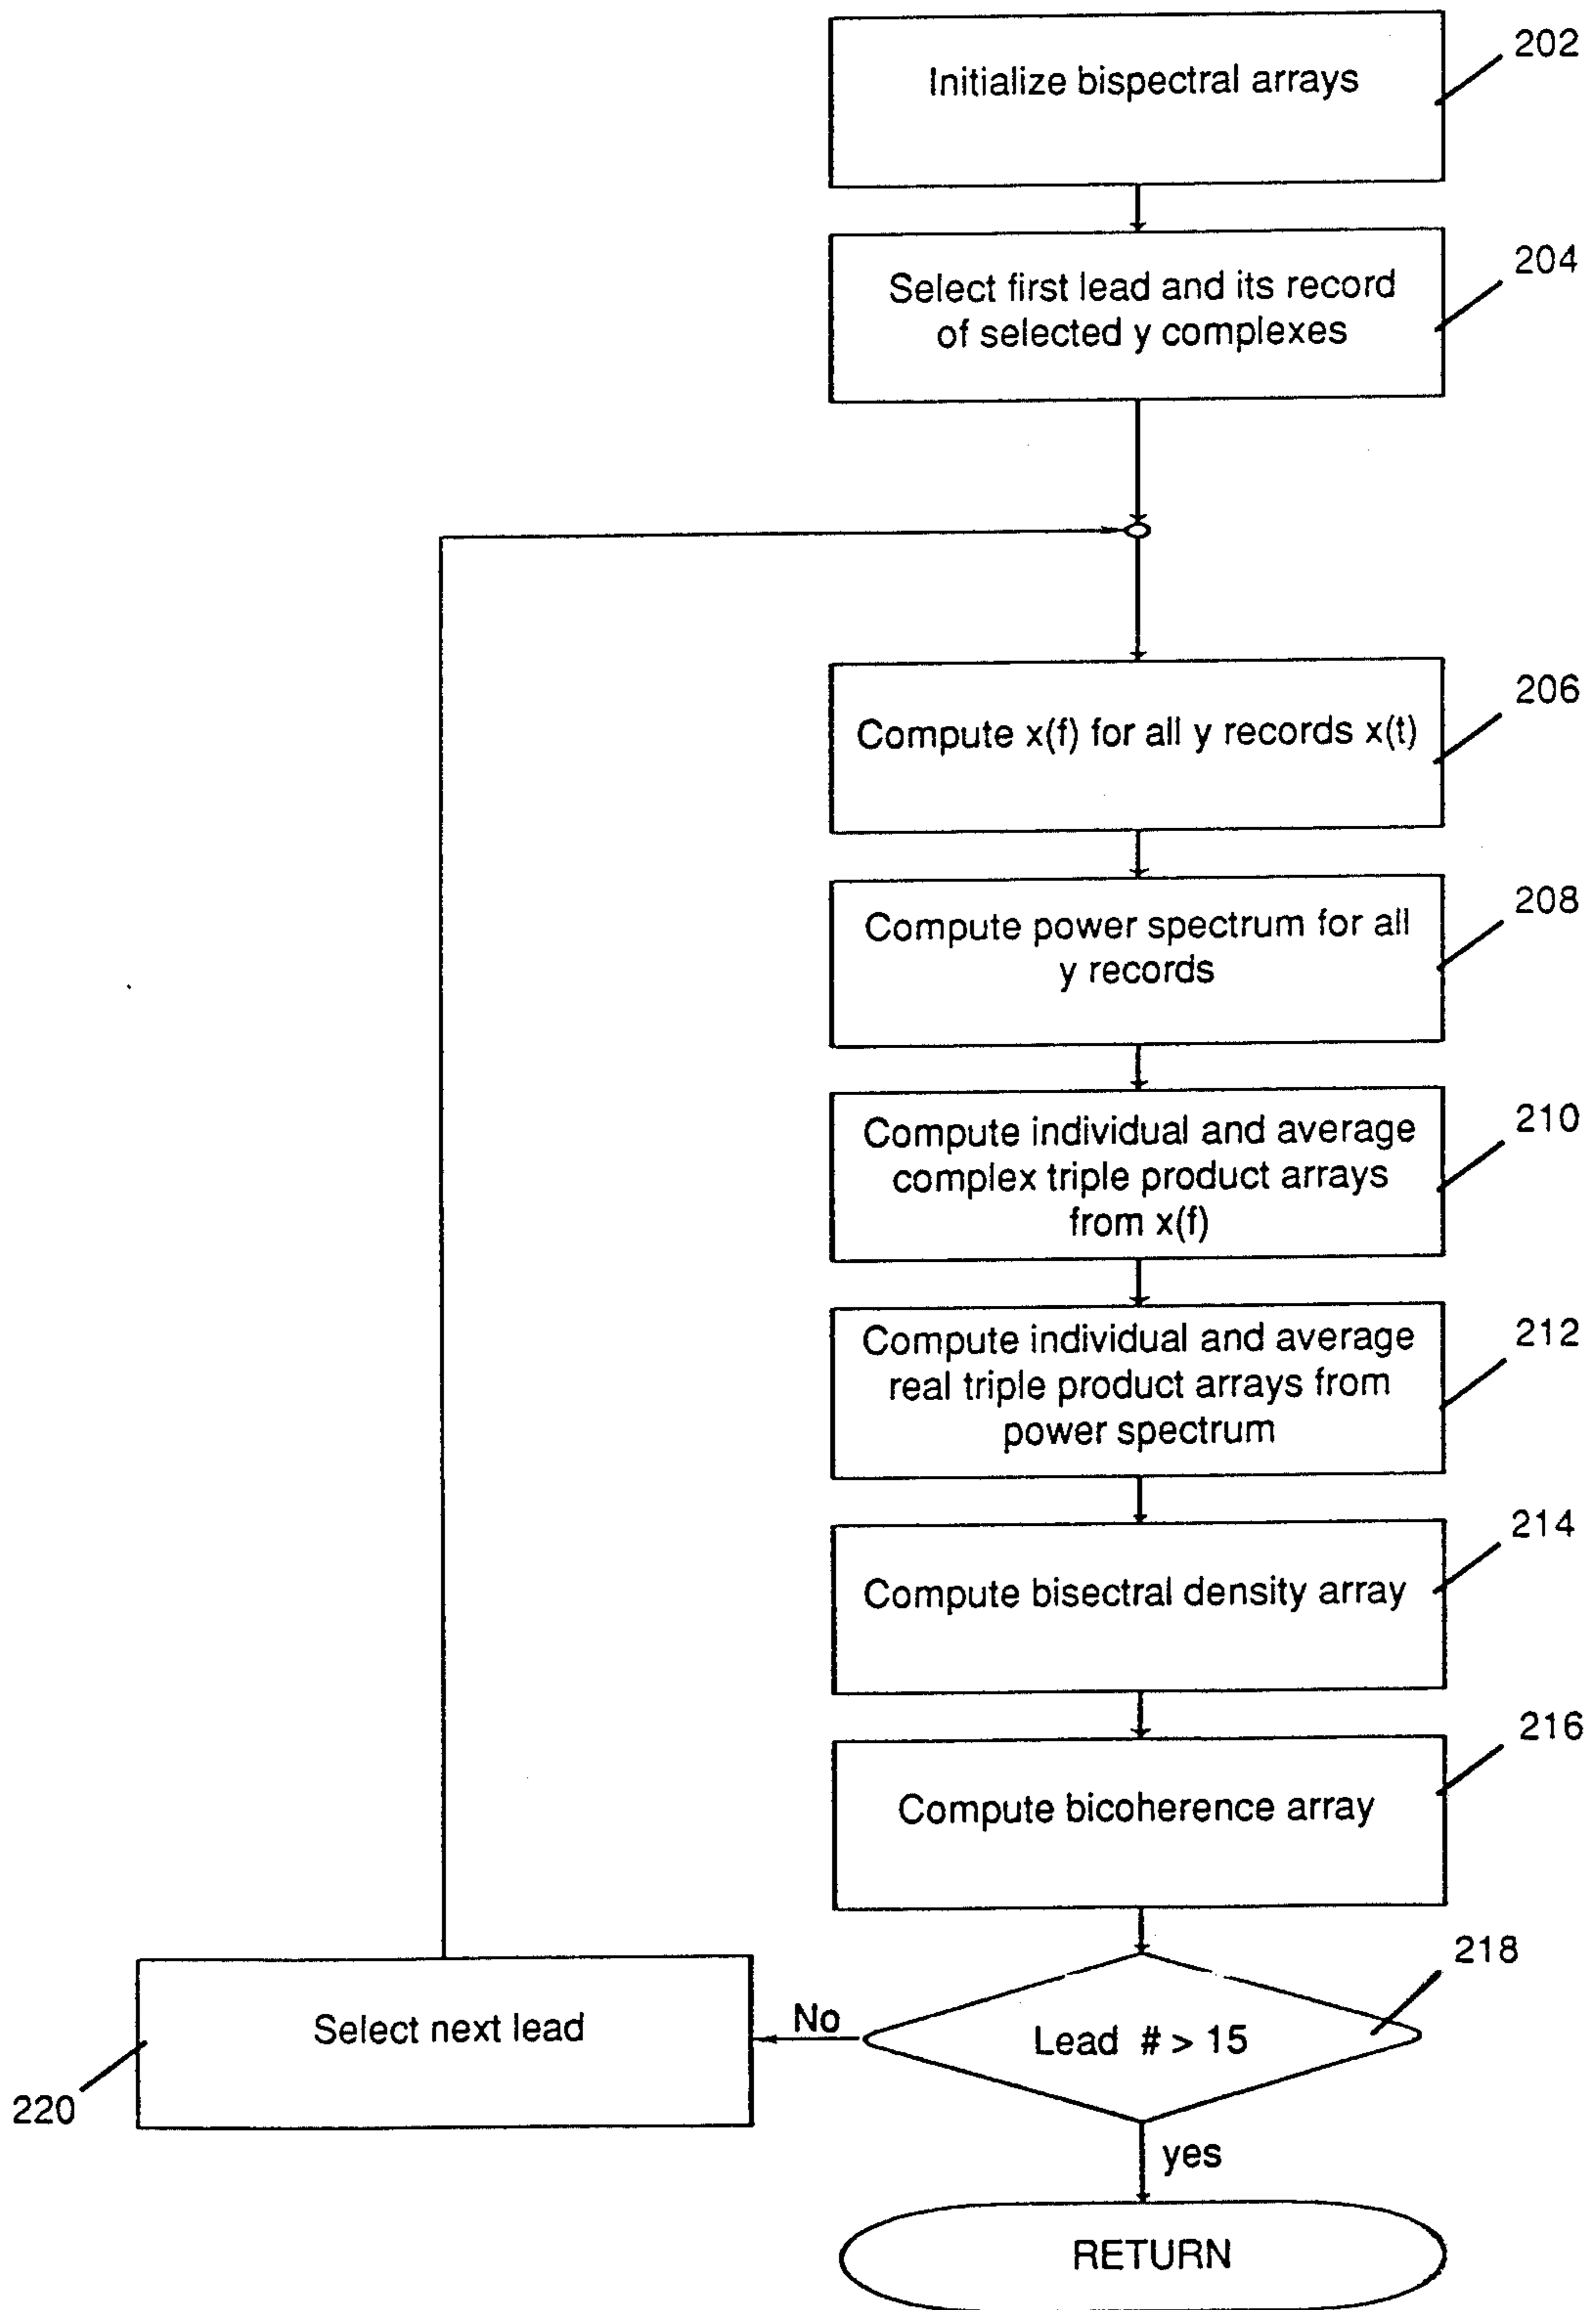 Initialize bispectral arrays
202
Select first lead and its record
of selected y complexes
204
Compute x(f) for all y records x(t)
206
Compute power spectrum for all
y records
208
Compute individual and average
complex triple product arrays
from x(f)
210
Compute individual and average
real triple product arrays from
power spectrum
212
Compute bisectral density array
214
Compute bicoherence array
216
Lead # > 15
218
No
Select next lead
220
yes
RETURN